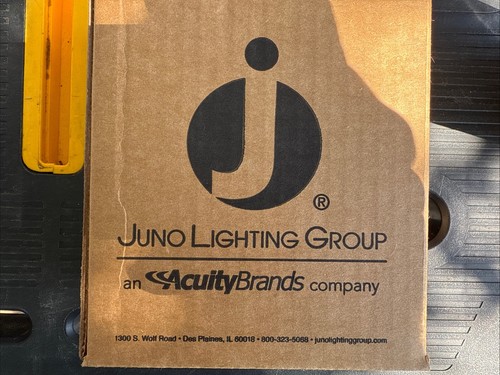 j
®
JUNO LIGHTING GROUP
an AcuityBrands company
1300 S. Wolf Road • Des Plaines, IL 60018 • 800-323-5068 • junolightinggroup.com